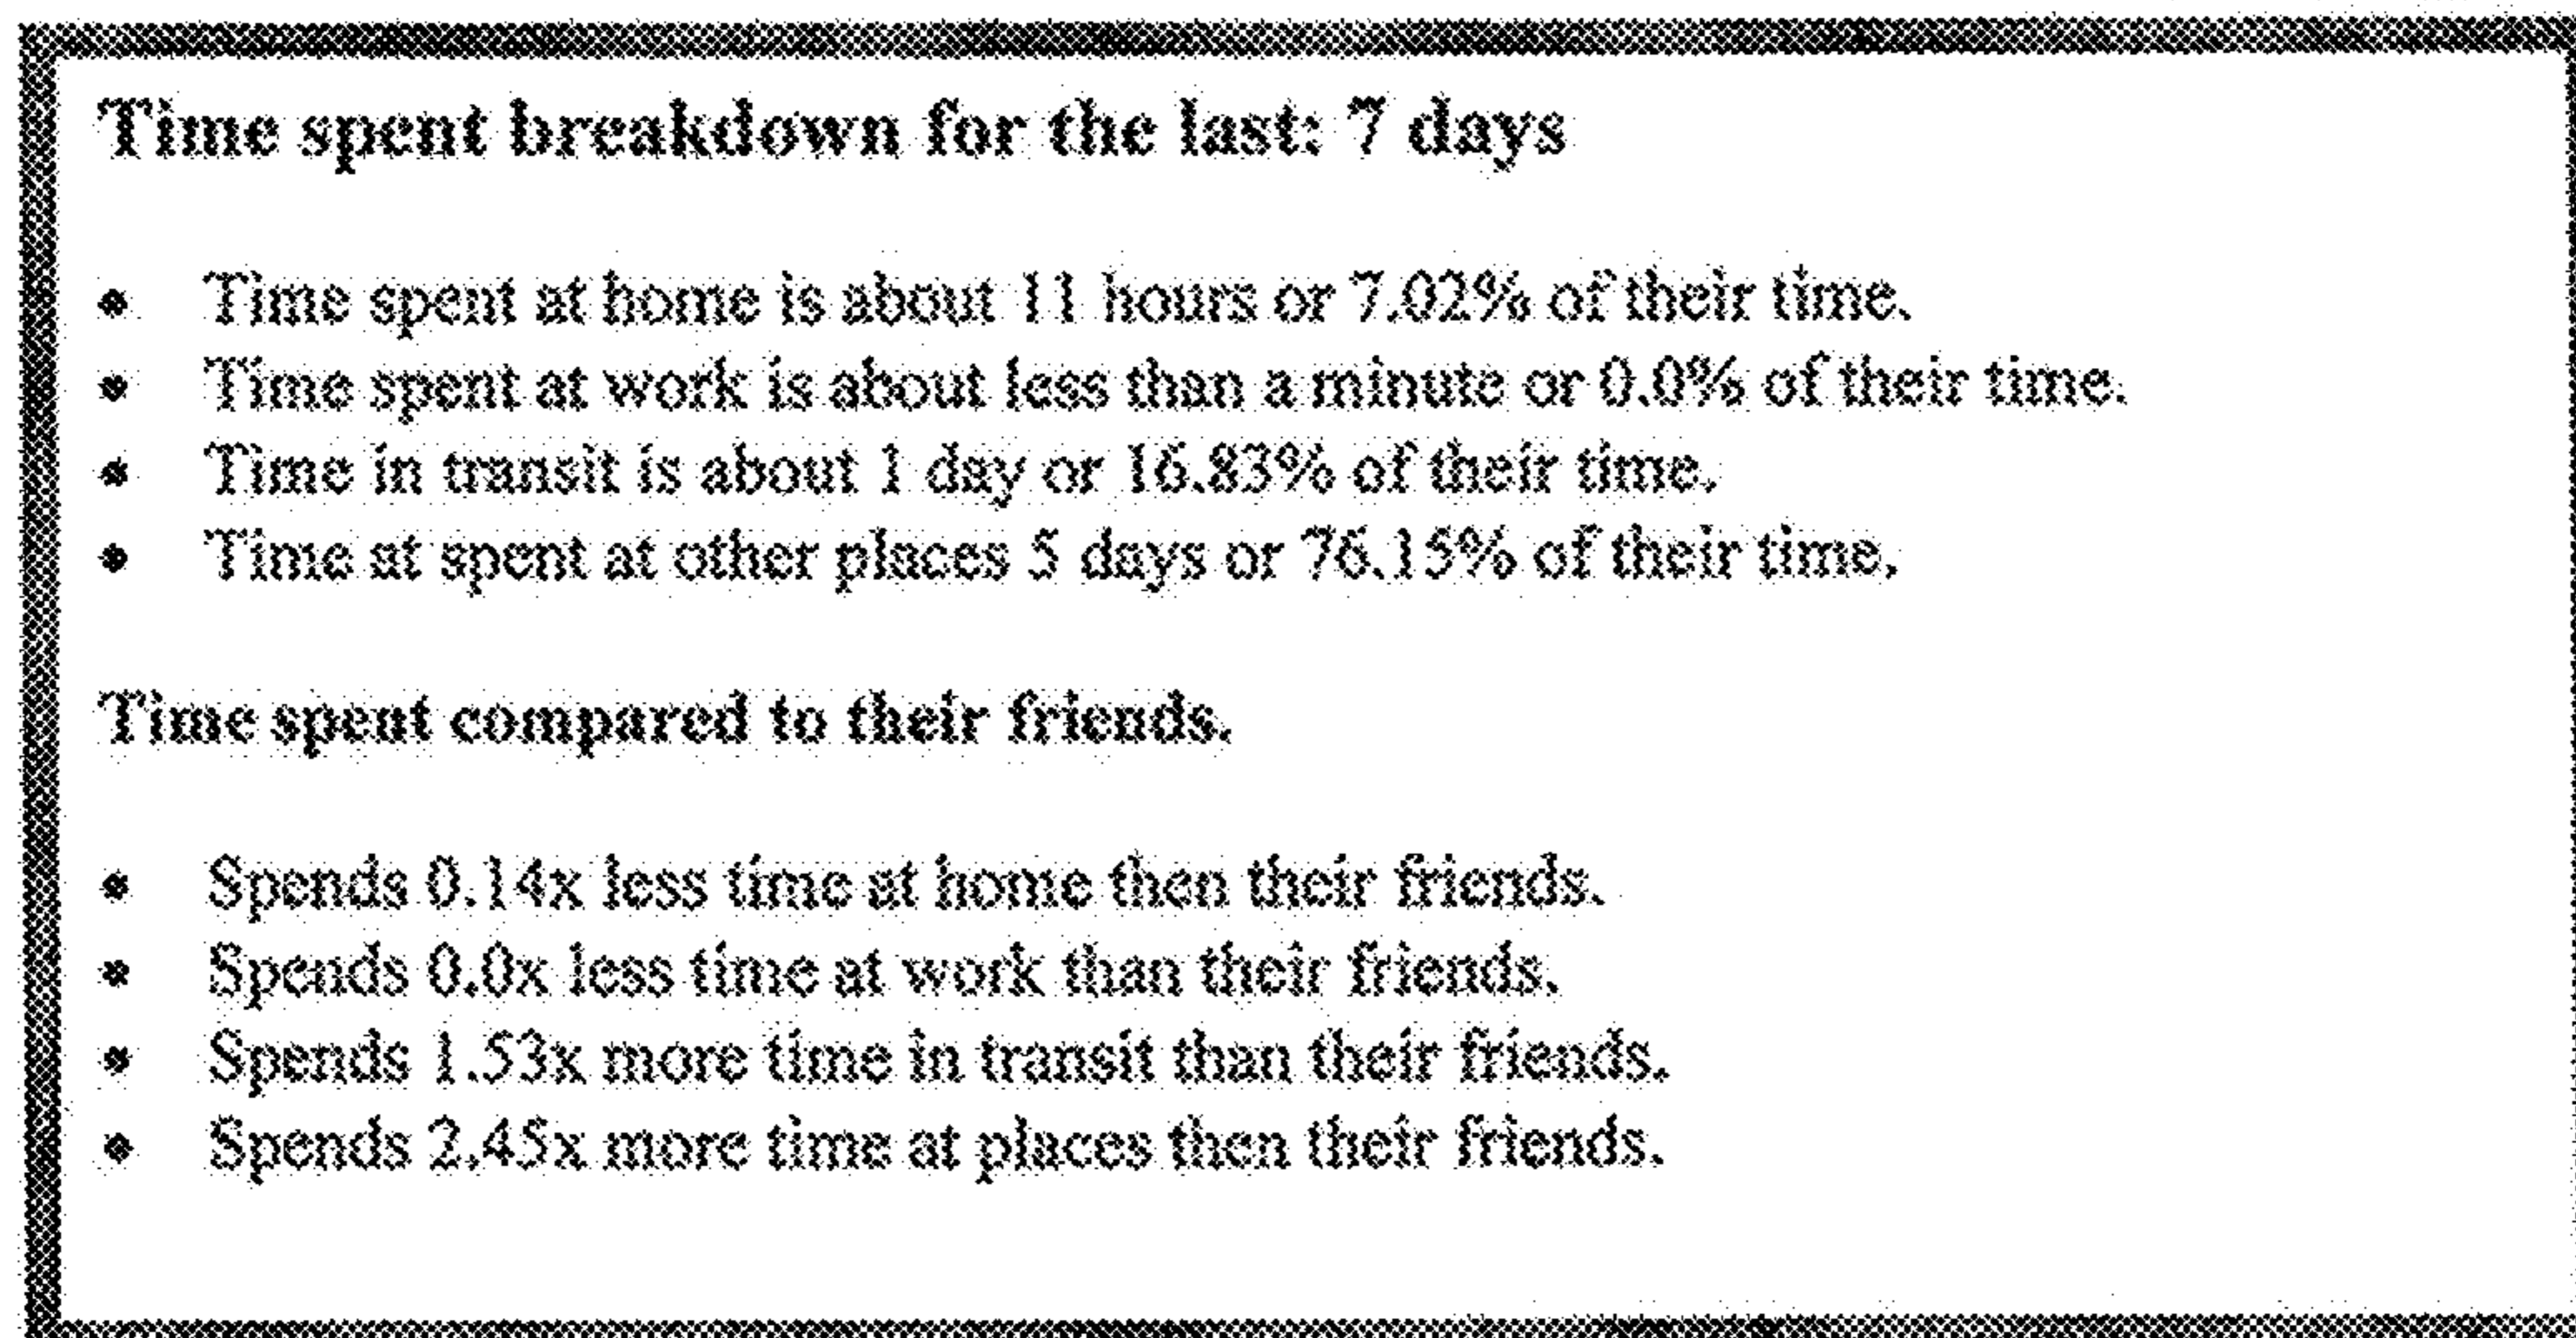 Time spent breakdown for the last: 7 days
• Time spent at home is about 11 hours or 7.02% of their time.
• Time spent at work is about less than a minute or 0.0% of their time.
• Time in transit is about 1 day or 16.83% of their time.
• Time at spent at other places 5 days or 76.15% of their time.
Time spent compared to their friends.
• Spends 0.14x less time at home then their friends.
• Spends 0.0x less time at work than their friends.
• Spends 1.53x more time in transit than their friends.
• Spends 2.45x more time at places then their friends.